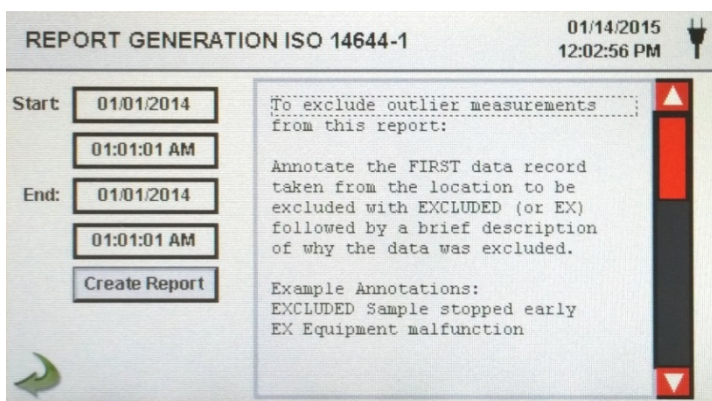 REPORT GENERATION ISO 14644-1
01/14/2015
12:02:56 PM
Start:
01/01/2014
01:01:01 AM
End:
01/01/2014
01:01:01 AM
Create Report
To exclude outlier measurements
from this report:
Annotate the FIRST data record
taken from the location to be
excluded with EXCLUDED (or EX)
followed by a brief description
of why the data was excluded.
Example Annotations:
EXCLUDED Sample stopped early
EX Equipment malfunction